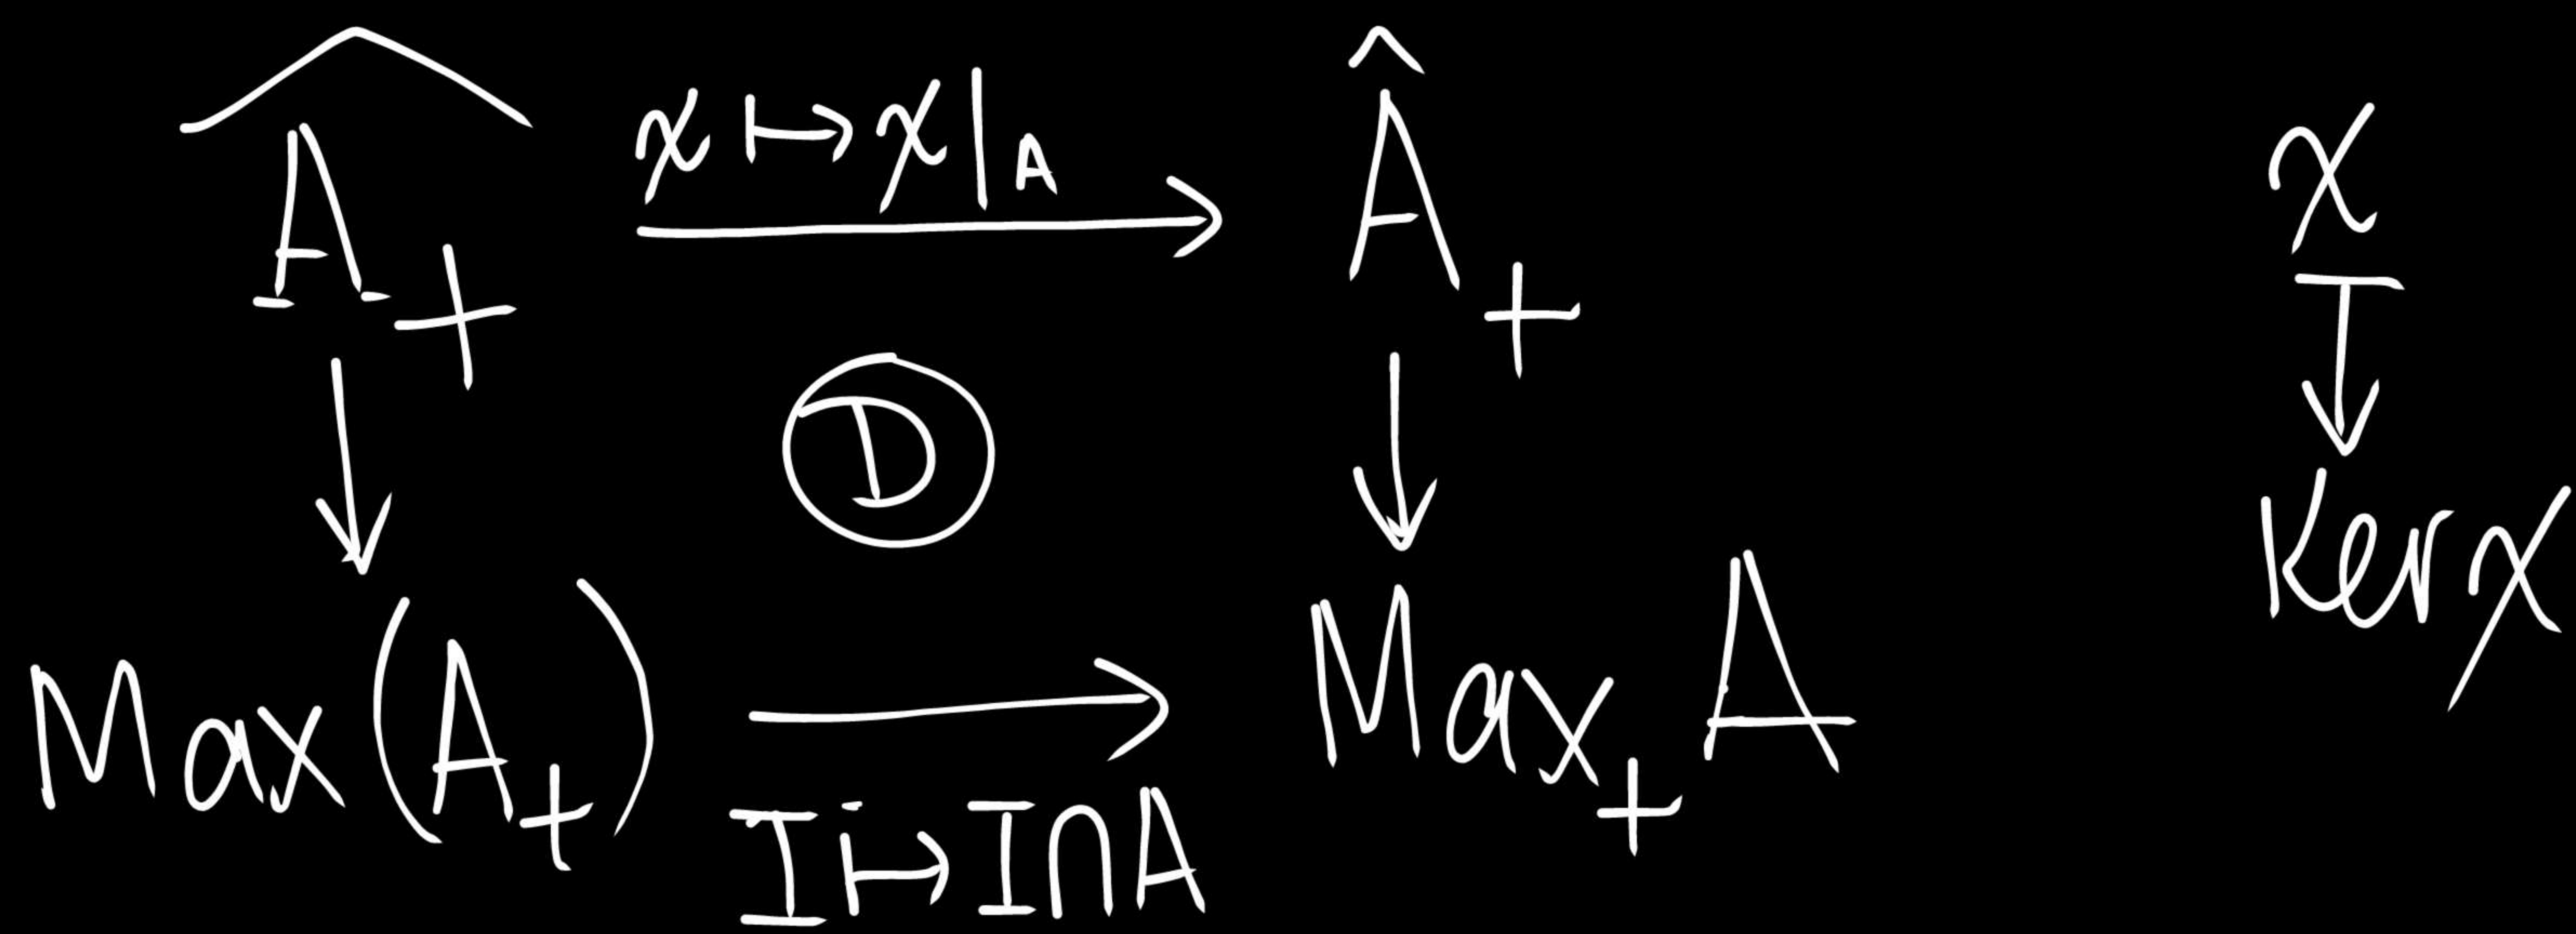 \widehat{A_+} χ ↦ χ|_A Â_+ χ
Ⓓ ↧
Max(A_+) I ↦ I∩A Max_+ A Ker χ